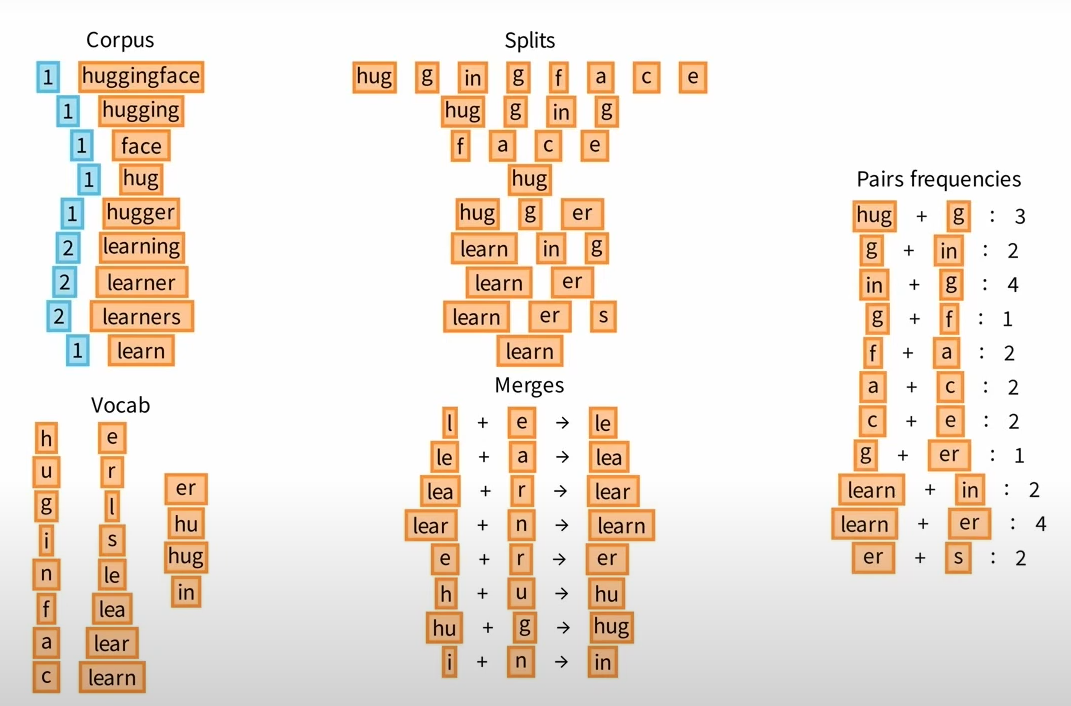 Corpus
1 huggingface
1 hugging
1 face
1 hug
1 hugger
2 learning
2 learner
2 learners
1 learn
Splits
hug g in g f a c e
hug g in g
f a c e
hug
hug g er
learn in g
learn er
learn er s
learn
Pairs frequencies
hug + g : 3
g + in : 2
in + g : 4
g + f : 1
f + a : 2
a + c : 2
c + e : 2
g + er : 1
learn + in : 2
learn + er : 4
er + s : 2
Vocab
h e
u r
g l
i s
n le
f lea
a lear
c learn
er
hu
hug
in
Merges
l + e → le
le + a → lea
lea + r → lear
lear + n → learn
e + r → er
h + u → hu
hu + g → hug
i + n → in